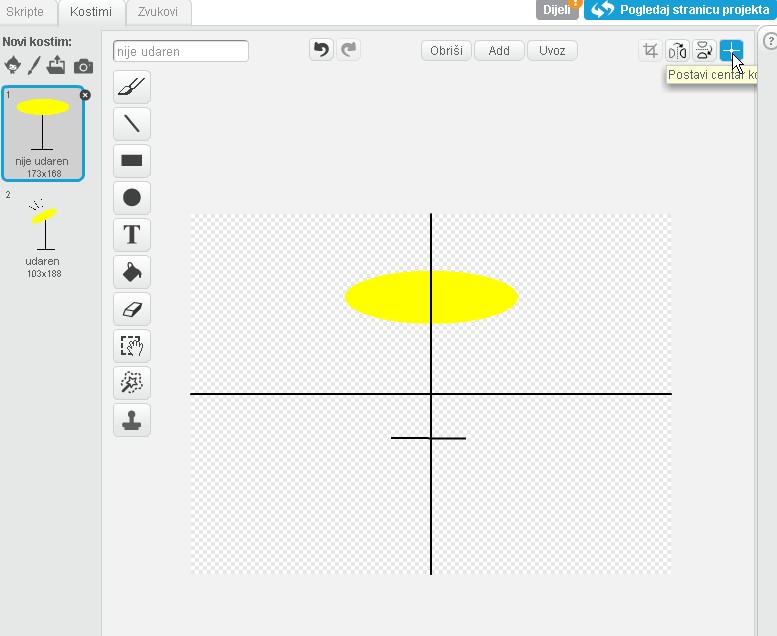 Skripte
Kostimi
Zvukovi
Dijeli
Pogledaj stranicu projekta
Novi kostim:
nije udaren
Obriši
Add
Uvoz
Postavi centar
1
nije udaren
173x168
2
udaren
103x188
T
?